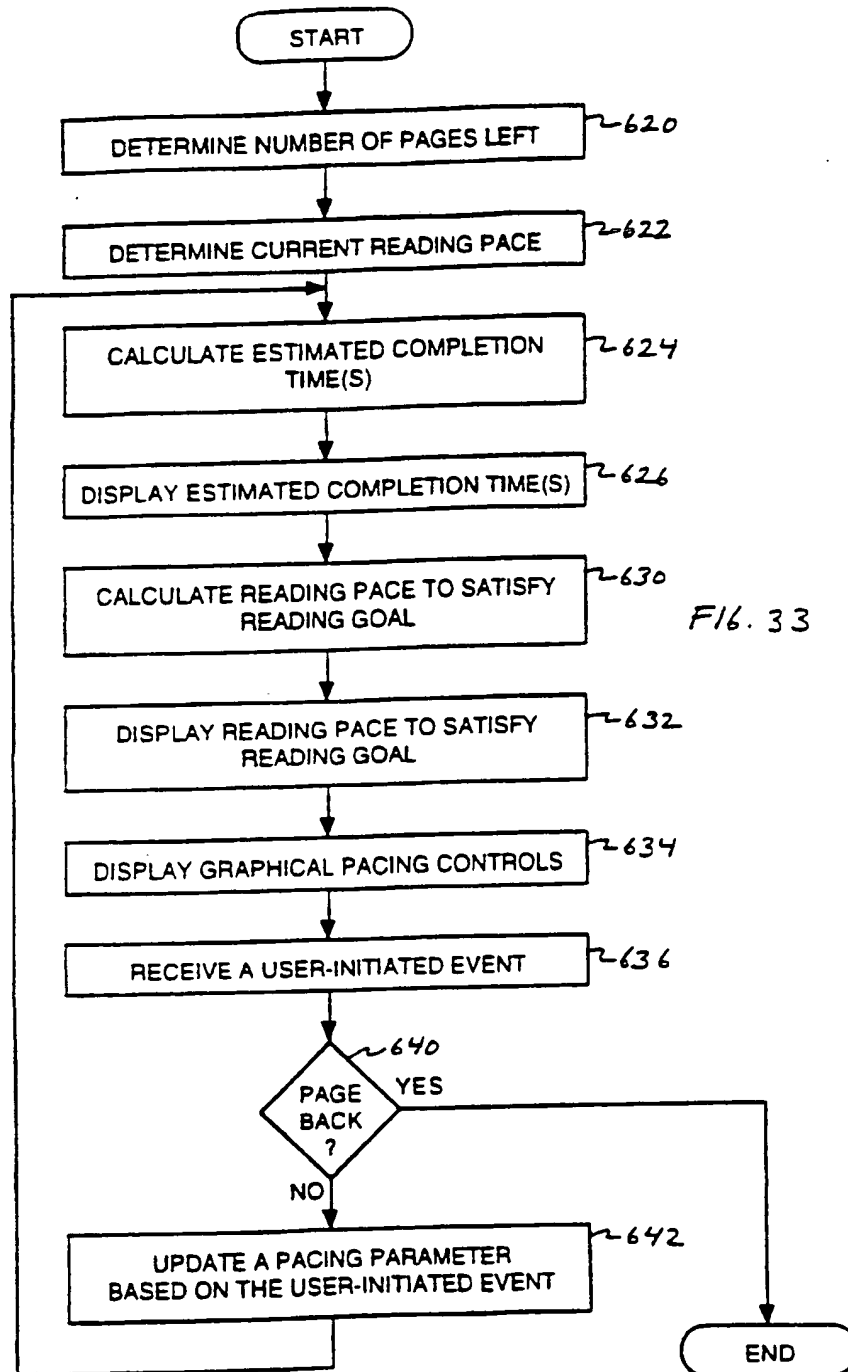 START
DETERMINE NUMBER OF PAGES LEFT
620
DETERMINE CURRENT READING PACE
622
CALCULATE ESTIMATED COMPLETION
TIME(S)
624
DISPLAY ESTIMATED COMPLETION TIME(S)
626
CALCULATE READING PACE TO SATISFY
READING GOAL
630
FIG. 33
DISPLAY READING PACE TO SATISFY
READING GOAL
632
DISPLAY GRAPHICAL PACING CONTROLS
634
RECEIVE A USER-INITIATED EVENT
636
640
PAGE
BACK
?
YES
NO
UPDATE A PACING PARAMETER
BASED ON THE USER-INITIATED EVENT
642
END